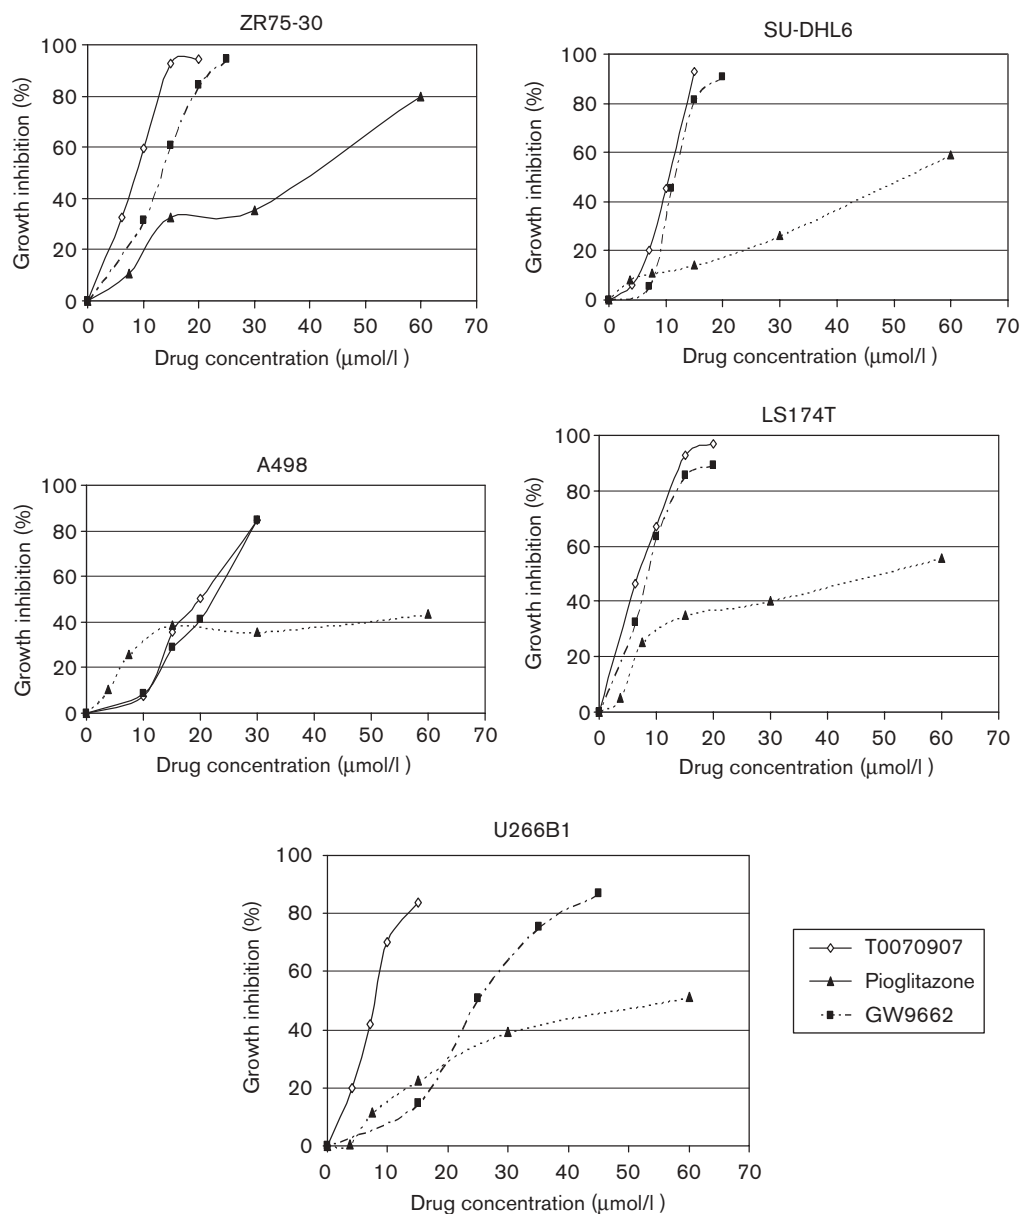 ZR75-30
Growth inhibition (%)
100
80
60
40
20
0
0 10 20 30 40 50 60 70
Drug concentration (μmol/l )
SU-DHL6
Growth inhibition (%)
100
80
60
40
20
0
0 10 20 30 40 50 60 70
Drug concentration (μmol/l )
A498
Growth inhibition (%)
100
80
60
40
20
0
0 10 20 30 40 50 60 70
Drug concentration (μmol/l )
LS174T
Growth inhibition (%)
100
80
60
40
20
0
0 10 20 30 40 50 60 70
Drug concentration (μmol/l )
U266B1
Growth inhibition (%)
100
80
60
40
20
0
0 10 20 30 40 50 60 70
Drug concentration (μmol/l )
T0070907
Pioglitazone
GW9662